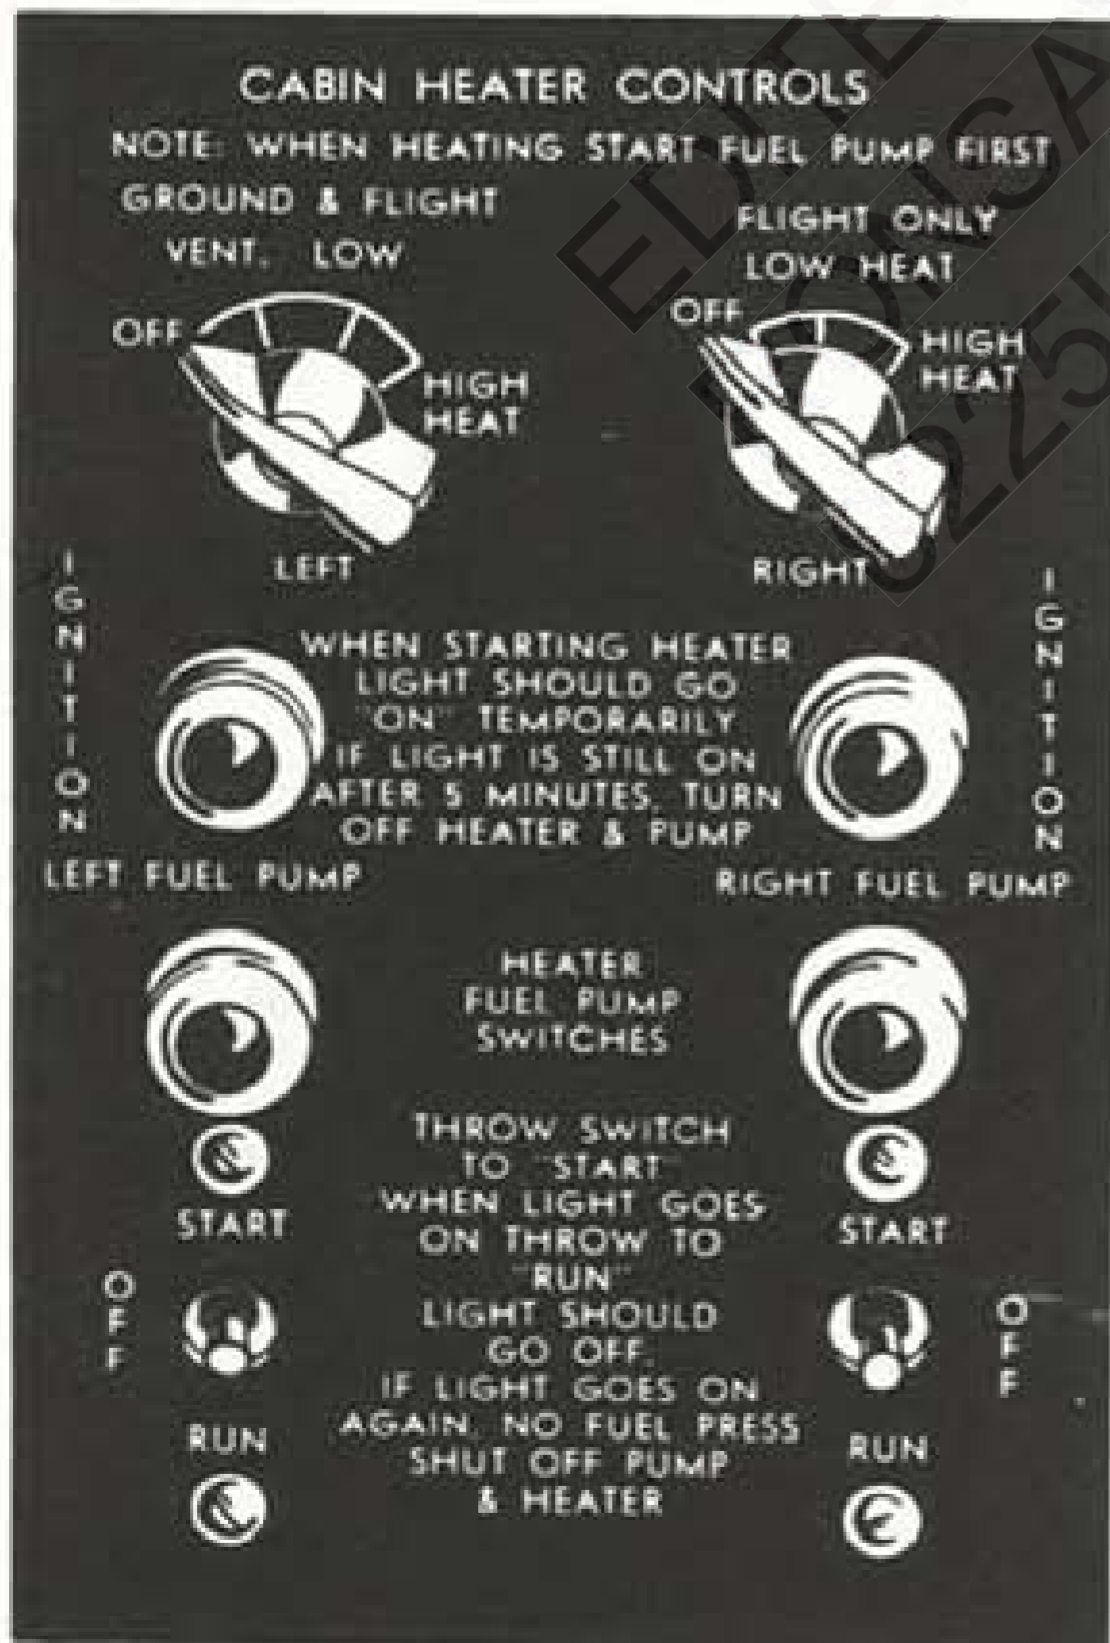 CABIN HEATER CONTROLS
NOTE: WHEN HEATING START FUEL PUMP FIRST
GROUND & FLIGHT
VENT. LOW
OFF
HIGH
HEAT
LEFT
FLIGHT ONLY
LOW HEAT
OFF
HIGH
HEAT
RIGHT
IGNITION
WHEN STARTING HEATER
LIGHT SHOULD GO
"ON" TEMPORARILY
IF LIGHT IS STILL ON
AFTER 5 MINUTES, TURN
OFF HEATER & PUMP
IGNITION
LEFT FUEL PUMP
RIGHT FUEL PUMP
HEATER
FUEL PUMP
SWITCHES
THROW SWITCH
TO "START"
WHEN LIGHT GOES
ON THROW TO
"RUN"
LIGHT SHOULD
GO OFF.
IF LIGHT GOES ON
AGAIN, NO FUEL PRESS
SHUT OFF PUMP
& HEATER
START
OFF
RUN
START
OFF
RUN